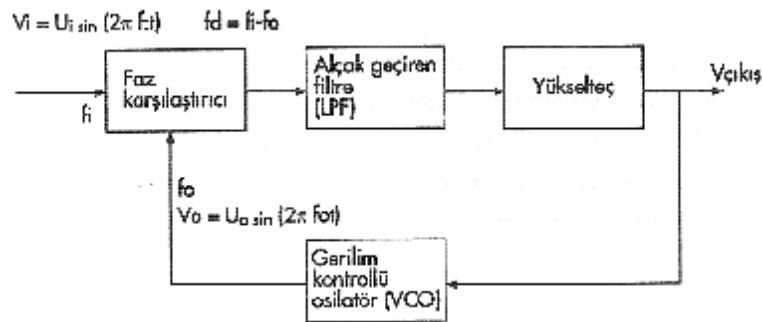 Vi = Ui sin (2π f:t) fd = fi-fo
Faz
karşılaştırıcı
fi
Alçak geçiren
filtre
(LPF)
Yükselteç
Vçıkış
fo
Vo = Uo sin (2π fot)
Gerilim
kontrollü
osilatör (VCO)